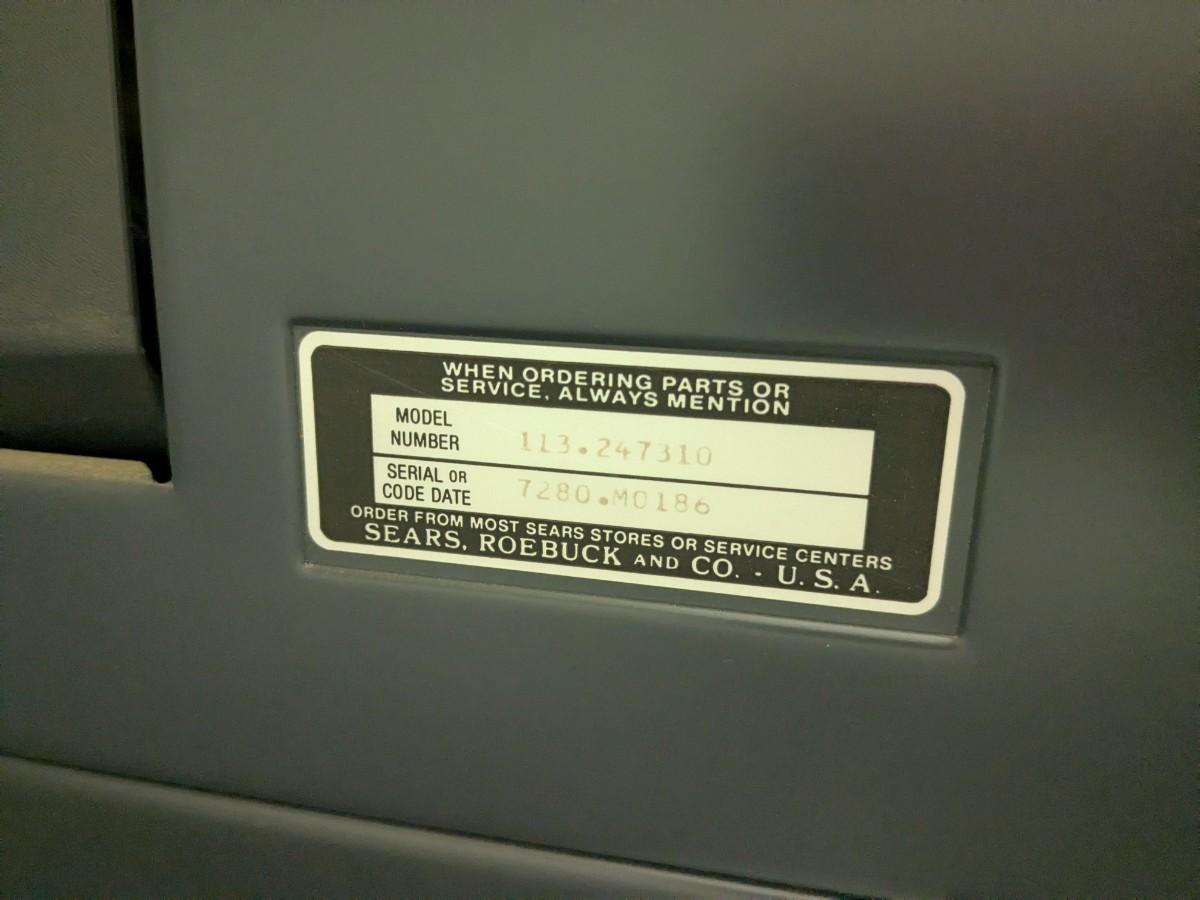 WHEN ORDERING PARTS OR
SERVICE, ALWAYS MENTION
MODEL
NUMBER 113.247310
SERIAL OR
CODE DATE 7280.M0186
ORDER FROM MOST SEARS STORES OR SERVICE CENTERS
SEARS, ROEBUCK AND CO. - U.S.A.